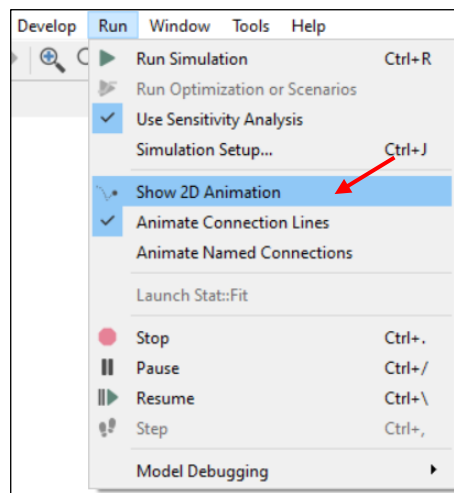 Develop Run Window Tools Help
Run Simulation Ctrl+R
Run Optimization or Scenarios
Use Sensitivity Analysis
Simulation Setup... Ctrl+J
Show 2D Animation
Animate Connection Lines
Animate Named Connections
Launch Stat::Fit
Stop Ctrl+.
Pause Ctrl+/
Resume Ctrl+\
Step Ctrl+,
Model Debugging